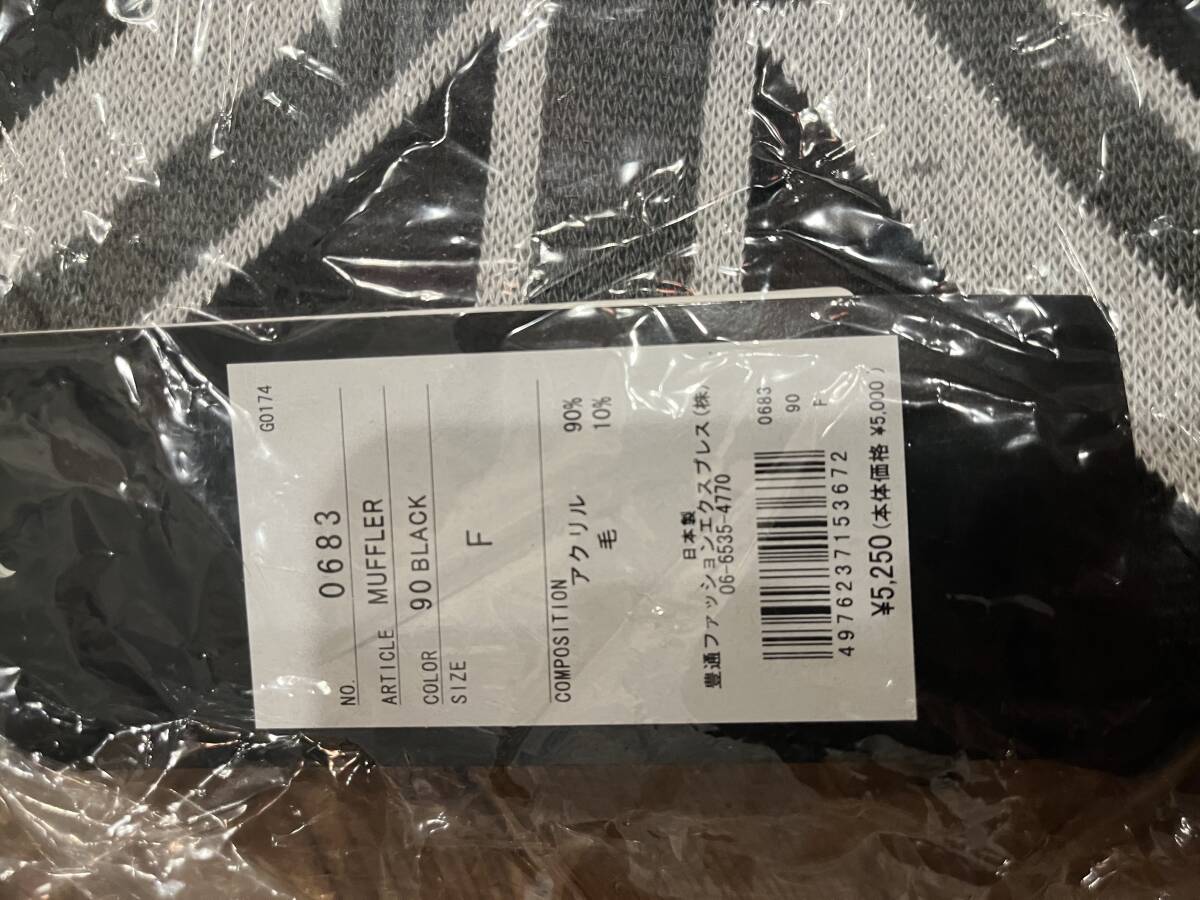 G0174
NO. 0683
ARTICLE MUFFLER
COLOR 90 BLACK
SIZE F
COMPOSITION
アクリル 90%
毛 10%
日本製
豊通ファッションエクスプレス(株)
06-6535-4770
0683
90
F
4976237153672
¥5,250(本体価格 ¥5,000)